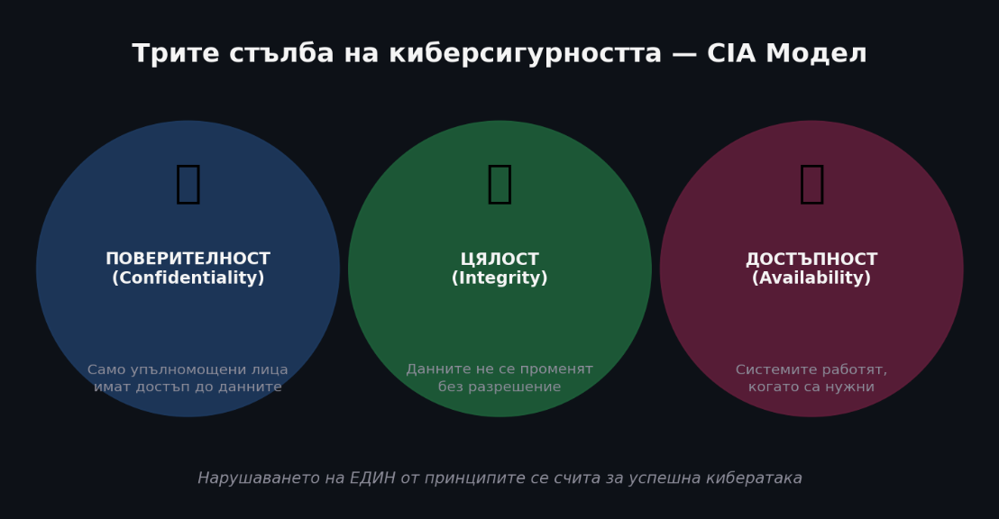 Трите стълба на киберсигурността — CIA Модел
ПОВЕРИТЕЛНОСТ
(Confidentiality)
Само упълномощени лица
имат достъп до данните
ЦЯЛОСТ
(Integrity)
Данните не се променят
без разрешение
ДОСТЪПНОСТ
(Availability)
Системите работят,
когато са нужни
Нарушаването на ЕДИН от принципите се счита за успешна кибератака